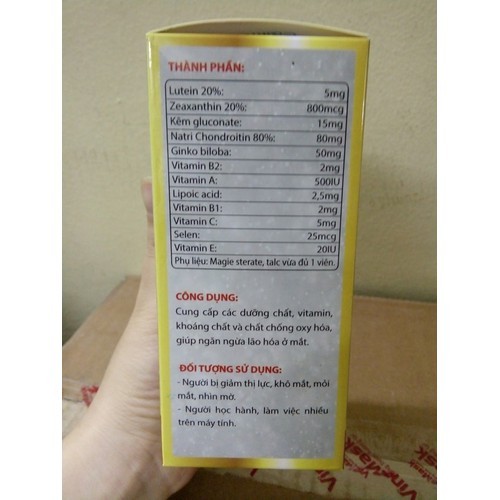 THÀNH PHẦN:
Lutein 20%: 5mg
Zeaxanthin 20%: 800mcg
Kẽm gluconate: 15mg
Natri Chondroitin 80%: 80mg
Ginko biloba: 50mg
Vitamin B2: 2mg
Vitamin A: 500IU
Lipoic acid: 2,5mg
Vitamin B1: 2mg
Vitamin C: 5mg
Selen: 25mcg
Vitamin E: 20IU
Phụ liệu: Magie sterate, talc vừa đủ 1 viên.
CÔNG DỤNG:
Cung cấp các dưỡng chất, vitamin,
khoáng chất và chất chống oxy hóa,
giúp ngăn ngừa lão hóa ở mắt.
ĐỐI TƯỢNG SỬ DỤNG:
- Người bị giảm thị lực, khô mắt, mỏi
mắt, nhìn mờ.
- Người học hành, làm việc nhiều
trên máy tính.